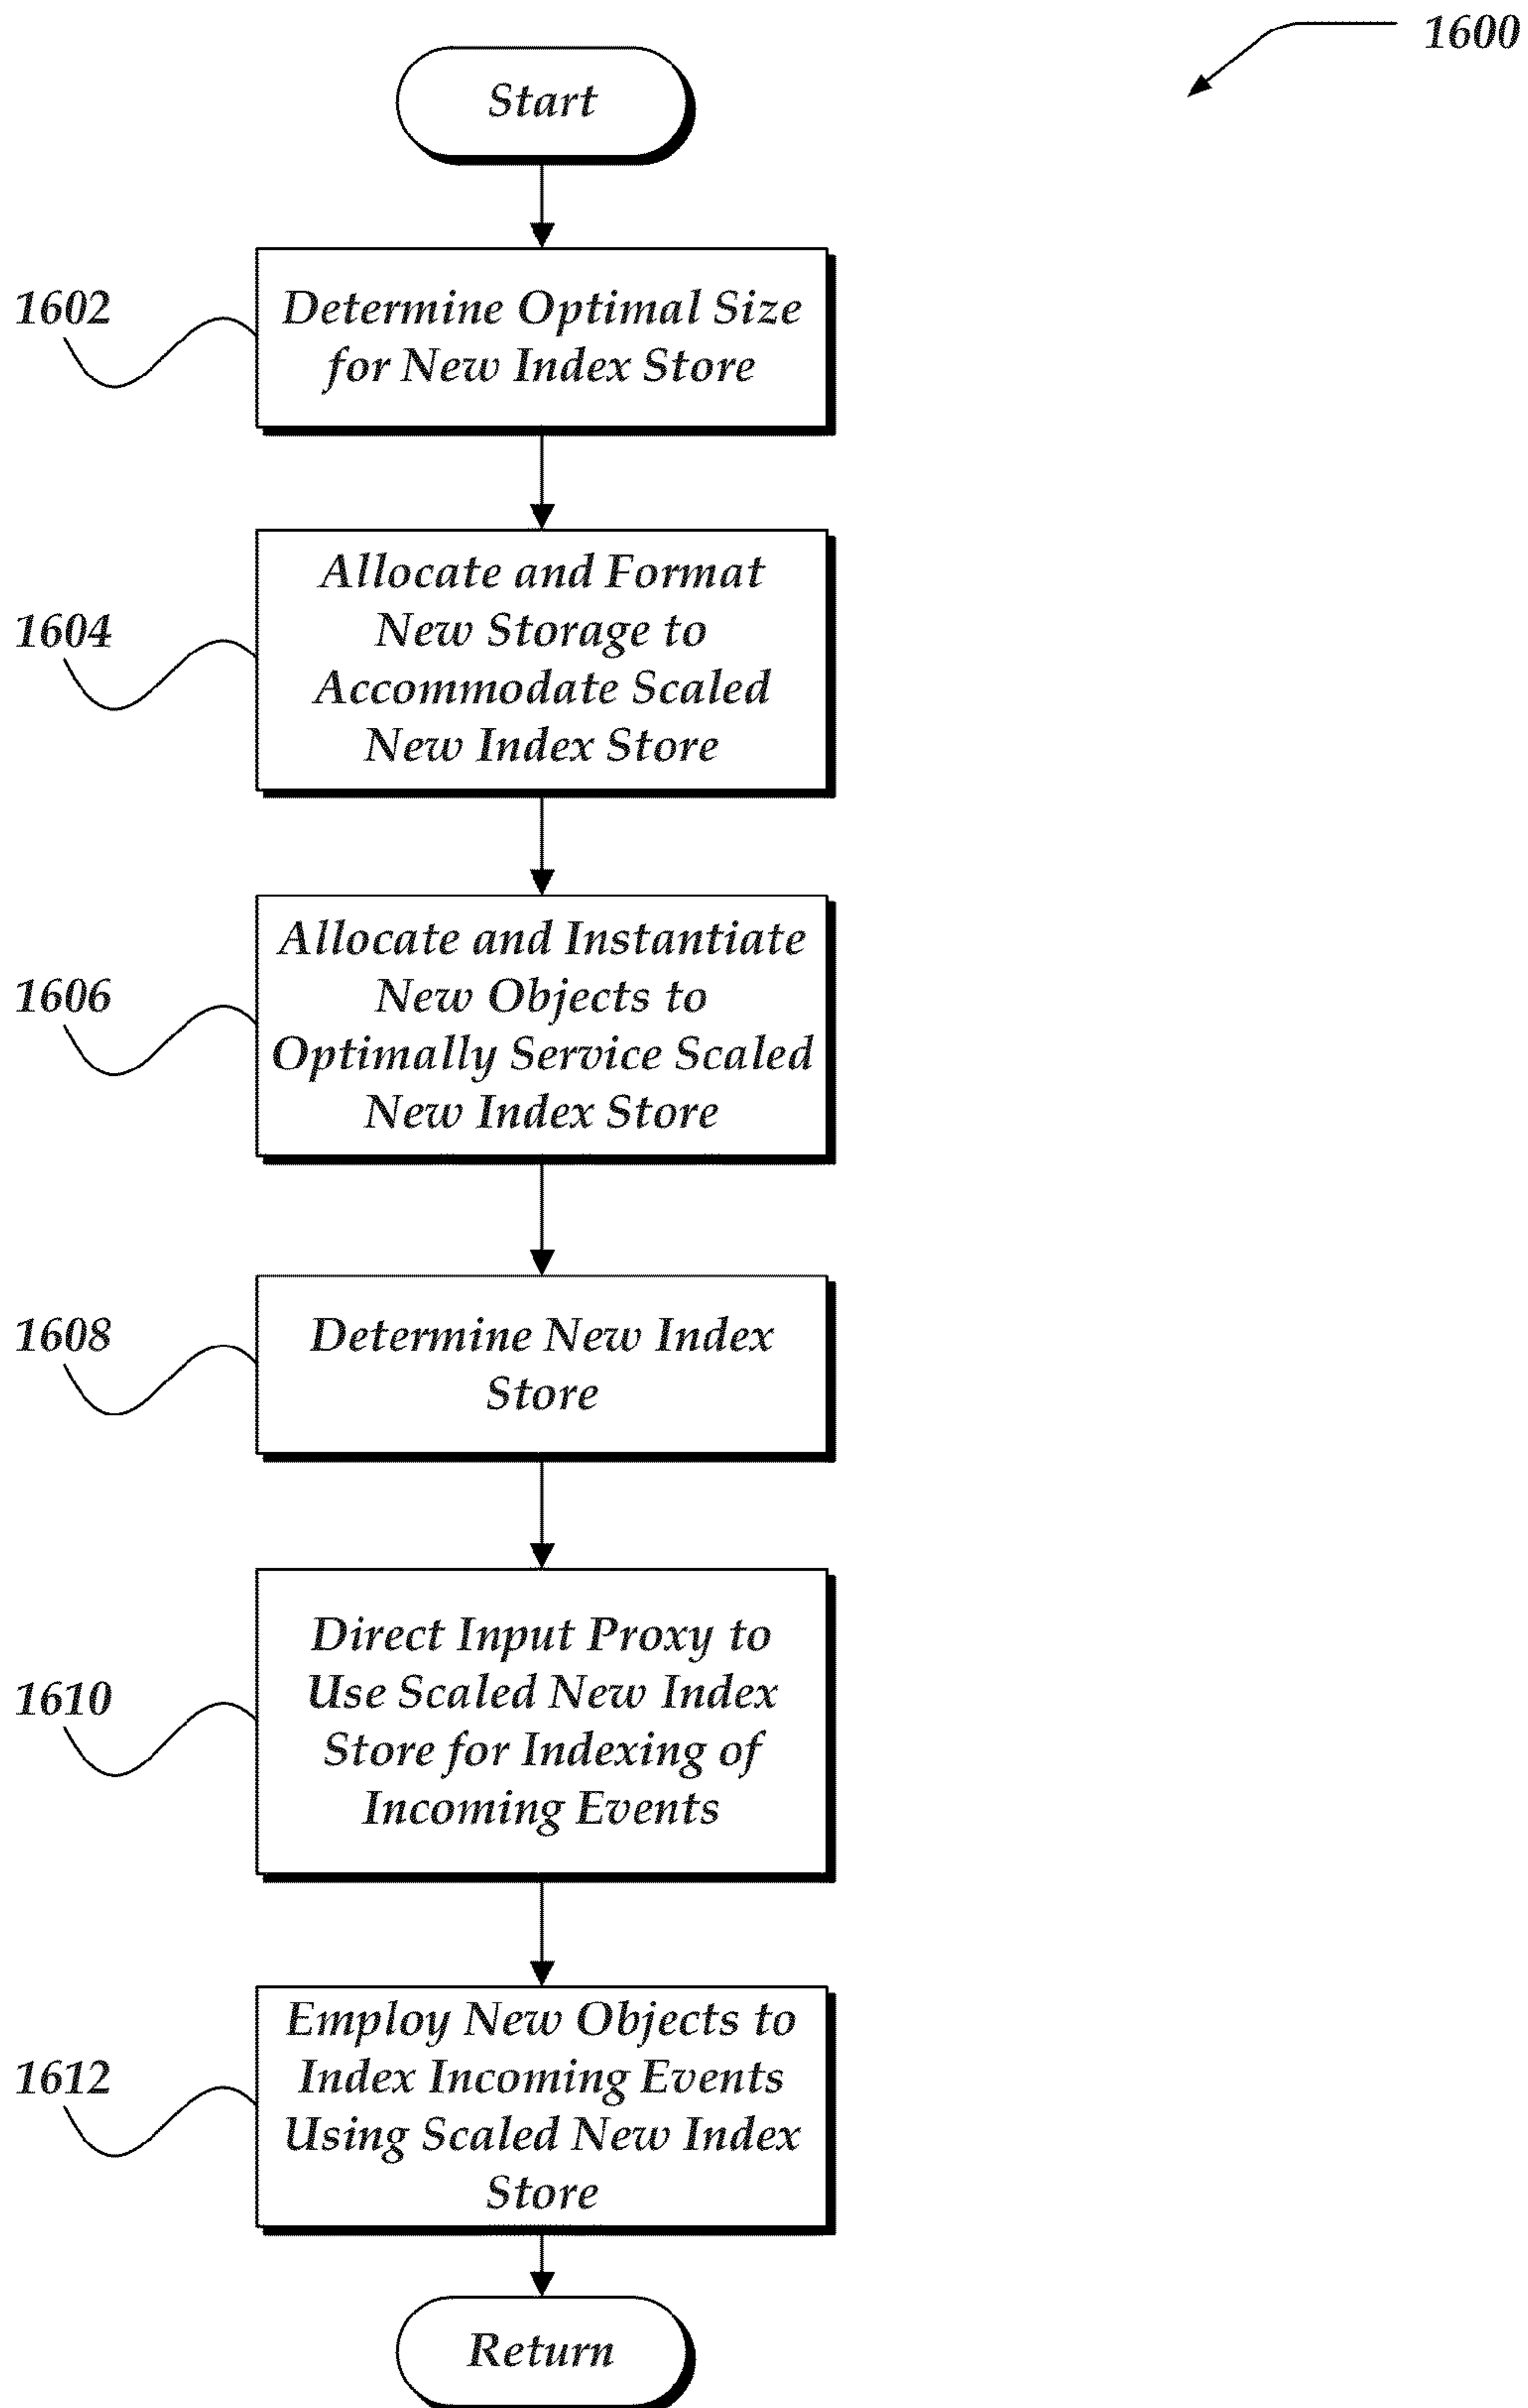 1600
Start
1602
Determine Optimal Size
for New Index Store
1604
Allocate and Format
New Storage to
Accommodate Scaled
New Index Store
1606
Allocate and Instantiate
New Objects to
Optimally Service Scaled
New Index Store
1608
Determine New Index
Store
1610
Direct Input Proxy to
Use Scaled New Index
Store for Indexing of
Incoming Events
1612
Employ New Objects to
Index Incoming Events
Using Scaled New Index
Store
Return